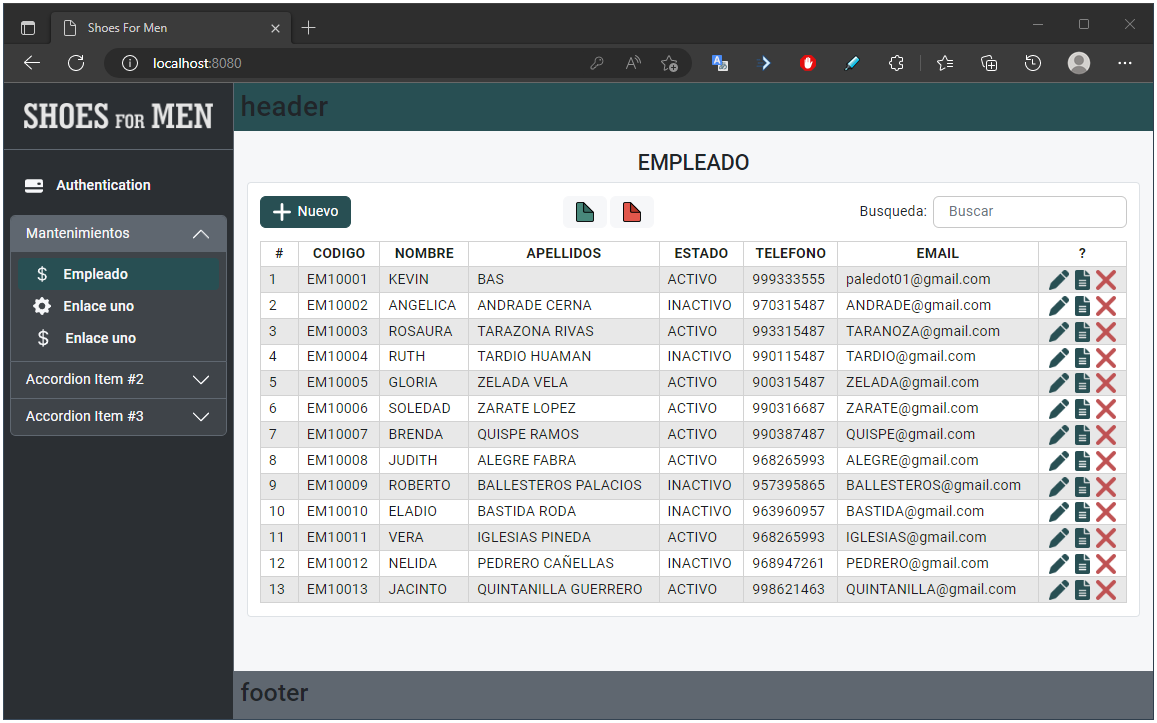 Shoes For Men
localhost:8080
SHOES FOR MEN
header
Authentication
Mantenimientos
$ Empleado
Enlace uno
$ Enlace uno
Accordion Item #2
Accordion Item #3
EMPLEADO
Nuevo
Busqueda: Buscar
# CODIGO NOMBRE APELLIDOS ESTADO TELEFONO EMAIL ?
1 EM10001 KEVIN BAS ACTIVO 999333555 paledot01@gmail.com
2 EM10002 ANGELICA ANDRADE CERNA INACTIVO 970315487 ANDRADE@gmail.com
3 EM10003 ROSAURA TARAZONA RIVAS ACTIVO 993315487 TARANOZA@gmail.com
4 EM10004 RUTH TARDIO HUAMAN INACTIVO 990115487 TARDIO@gmail.com
5 EM10005 GLORIA ZELADA VELA ACTIVO 900315487 ZELADA@gmail.com
6 EM10006 SOLEDAD ZARATE LOPEZ ACTIVO 990316687 ZARATE@gmail.com
7 EM10007 BRENDA QUISPE RAMOS ACTIVO 990387487 QUISPE@gmail.com
8 EM10008 JUDITH ALEGRE FABRA ACTIVO 968265993 ALEGRE@gmail.com
9 EM10009 ROBERTO BALLESTEROS PALACIOS INACTIVO 957395865 BALLESTEROS@gmail.com
10 EM10010 ELADIO BASTIDA RODA INACTIVO 963960957 BASTIDA@gmail.com
11 EM10011 VERA IGLESIAS PINEDA ACTIVO 968265993 IGLESIAS@gmail.com
12 EM10012 NELIDA PEDRERO CAÑELLAS INACTIVO 968947261 PEDRERO@gmail.com
13 EM10013 JACINTO QUINTANILLA GUERRERO ACTIVO 998621463 QUINTANILLA@gmail.com
footer